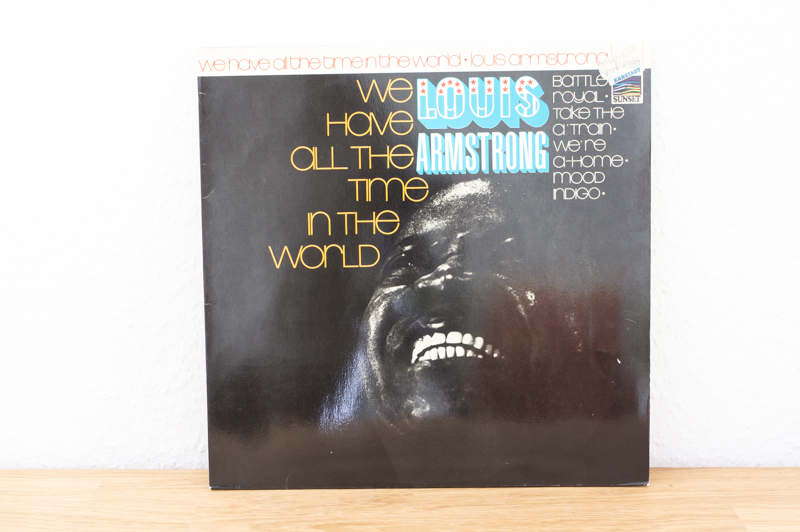 we have all the time in the world • louis armstrong
KARSTADT
SUNSET
we
have
all the
time
in the
world
LOUIS
ARMSTRONG
battle
royal •
take the
a'train •
we're
a-home •
mood
indigo •